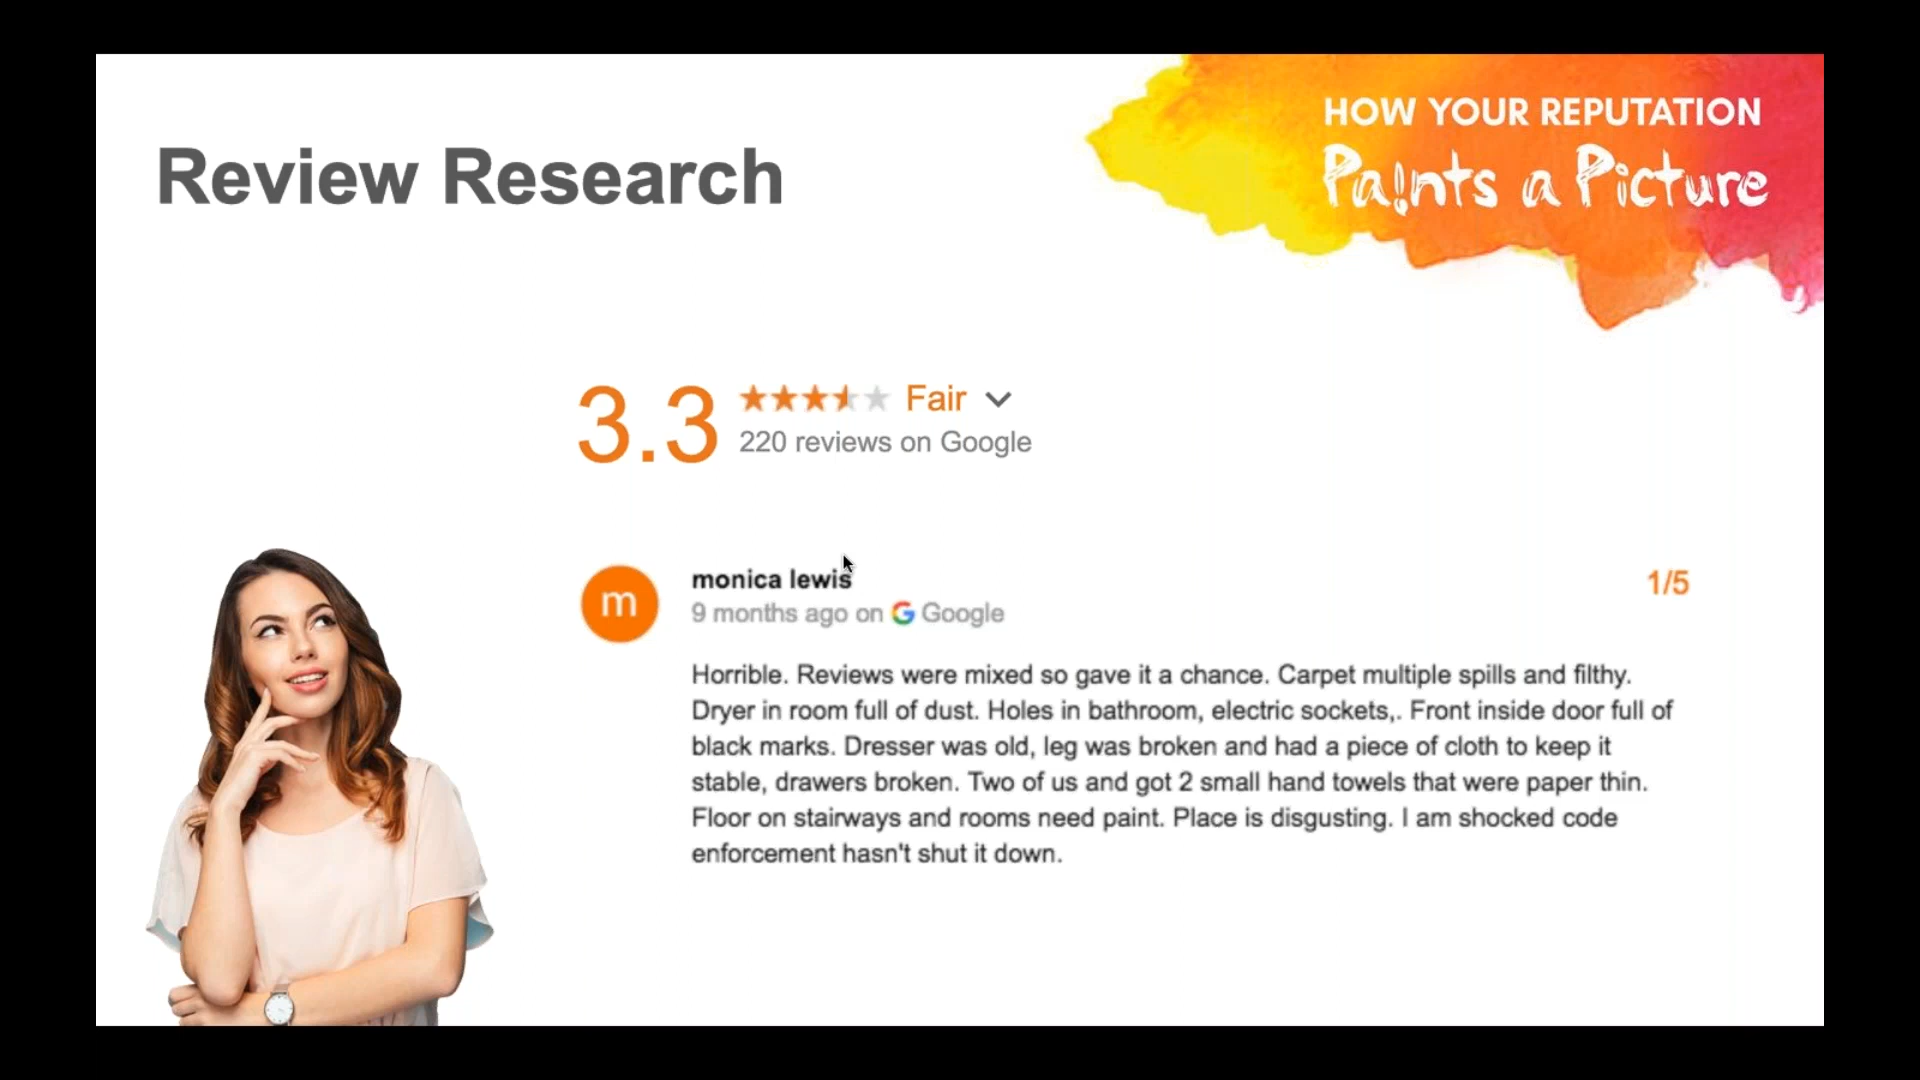 HOW YOUR REPUTATION
Pa!nts a Picture
Review Research
3.3
Fair
220 reviews on Google
m
monica lewis
1/5
9 months ago on G Google
Horrible. Reviews were mixed so gave it a chance. Carpet multiple spills and filthy.
Dryer in room full of dust. Holes in bathroom, electric sockets,. Front inside door full of
black marks. Dresser was old, leg was broken and had a piece of cloth to keep it
stable, drawers broken. Two of us and got 2 small hand towels that were paper thin.
Floor on stairways and rooms need paint. Place is disgusting. I am shocked code
enforcement hasn't shut it down.